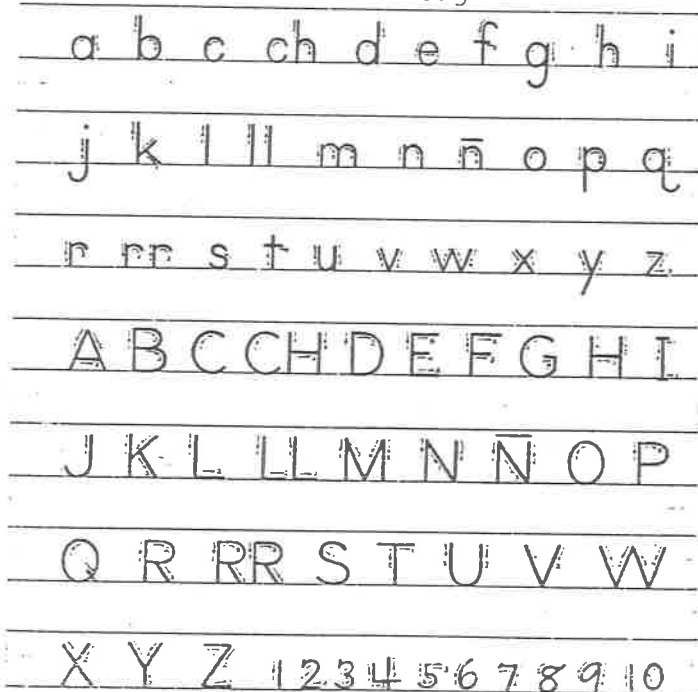 a b c ch d e f g h i
j k l ll m n ñ o p q
r rr s t u v w x y z
A B C CH D E F G H I
J K L LL M N Ñ O P
Q R RR S T U V W
X Y Z 1 2 3 4 5 6 7 8 9 10